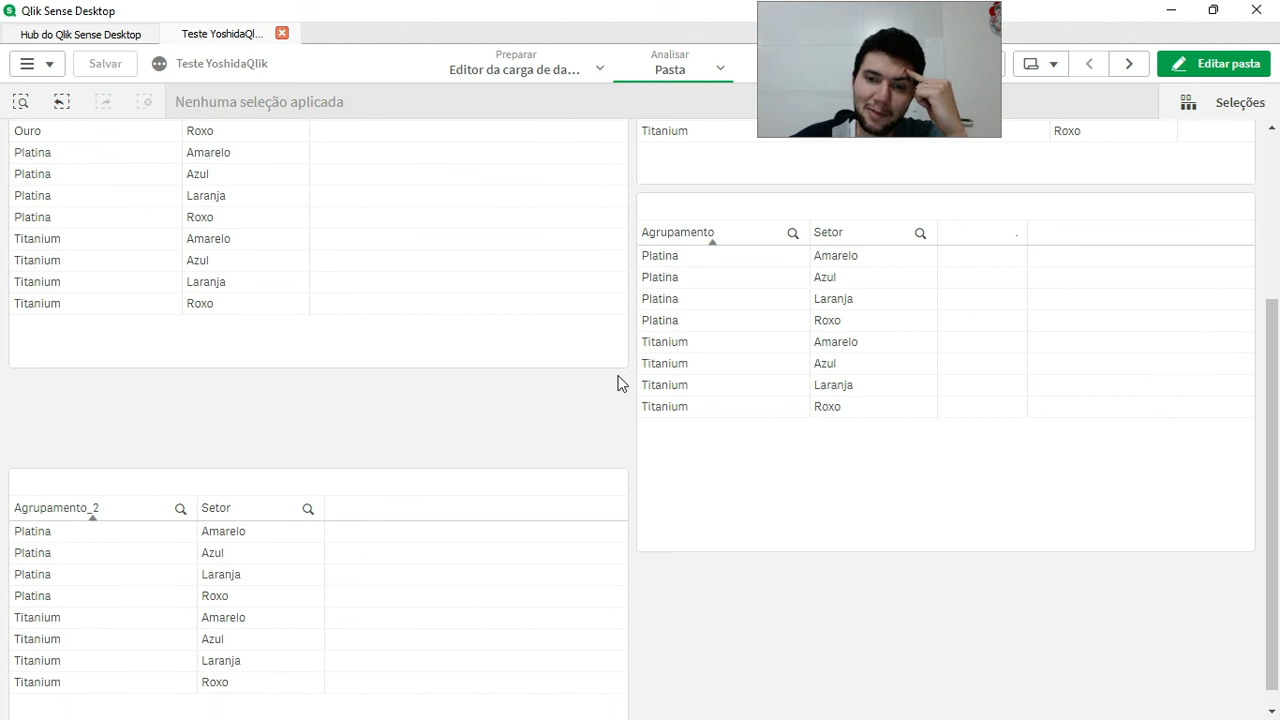 Qlik Sense Desktop
Hub do Qlik Sense Desktop
Teste YoshidaQl...
Salvar
Teste YoshidaQlik
Preparar
Editor da carga de da...
Analisar
Pasta
Editar pasta
Nenhuma seleção aplicada
Seleções
Ouro Roxo
Platina Amarelo
Platina Azul
Platina Laranja
Platina Roxo
Titanium Amarelo
Titanium Azul
Titanium Laranja
Titanium Roxo
Titanium Roxo
Agrupamento Setor .
Platina Amarelo
Platina Azul
Platina Laranja
Platina Roxo
Titanium Amarelo
Titanium Azul
Titanium Laranja
Titanium Roxo
Agrupamento_2 Setor
Platina Amarelo
Platina Azul
Platina Laranja
Platina Roxo
Titanium Amarelo
Titanium Azul
Titanium Laranja
Titanium Roxo